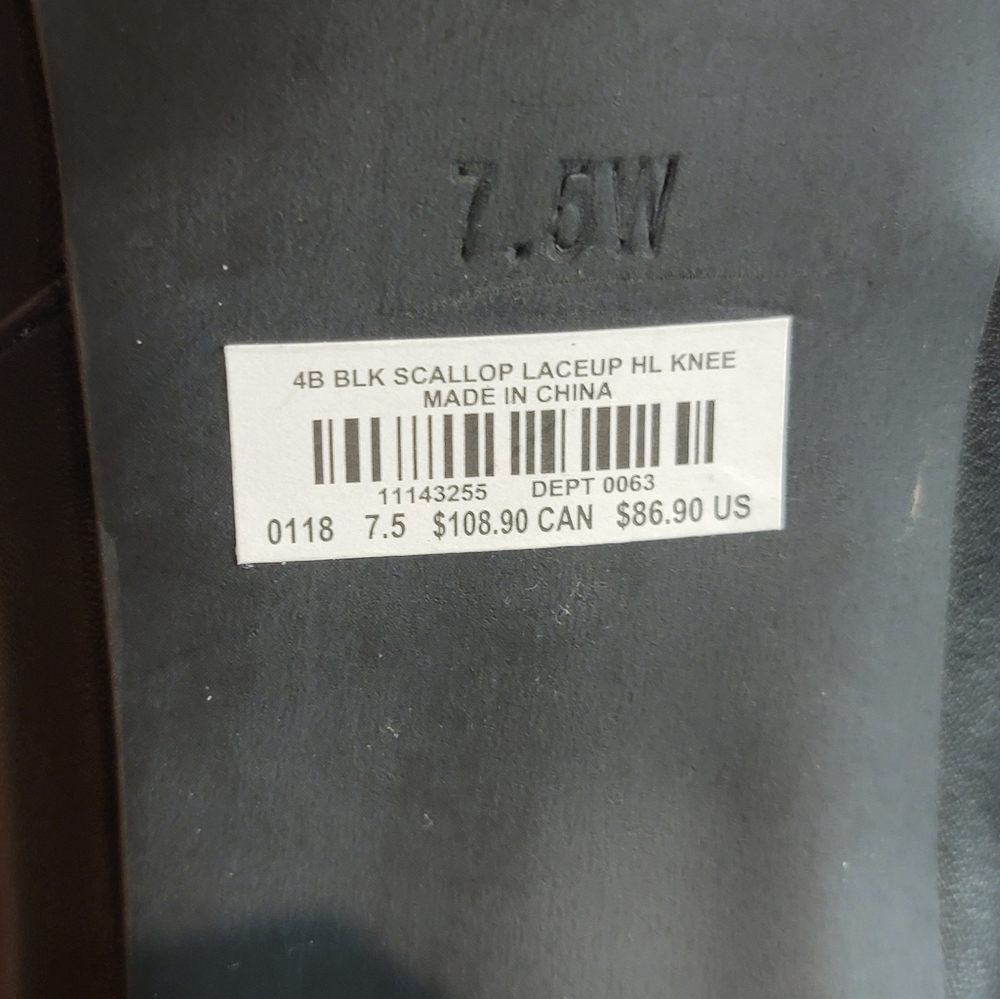 7.5W
4B BLK SCALLOP LACEUP HL KNEE
MADE IN CHINA
11143255 DEPT 0063
0118 7.5 $108.90 CAN $86.90 US